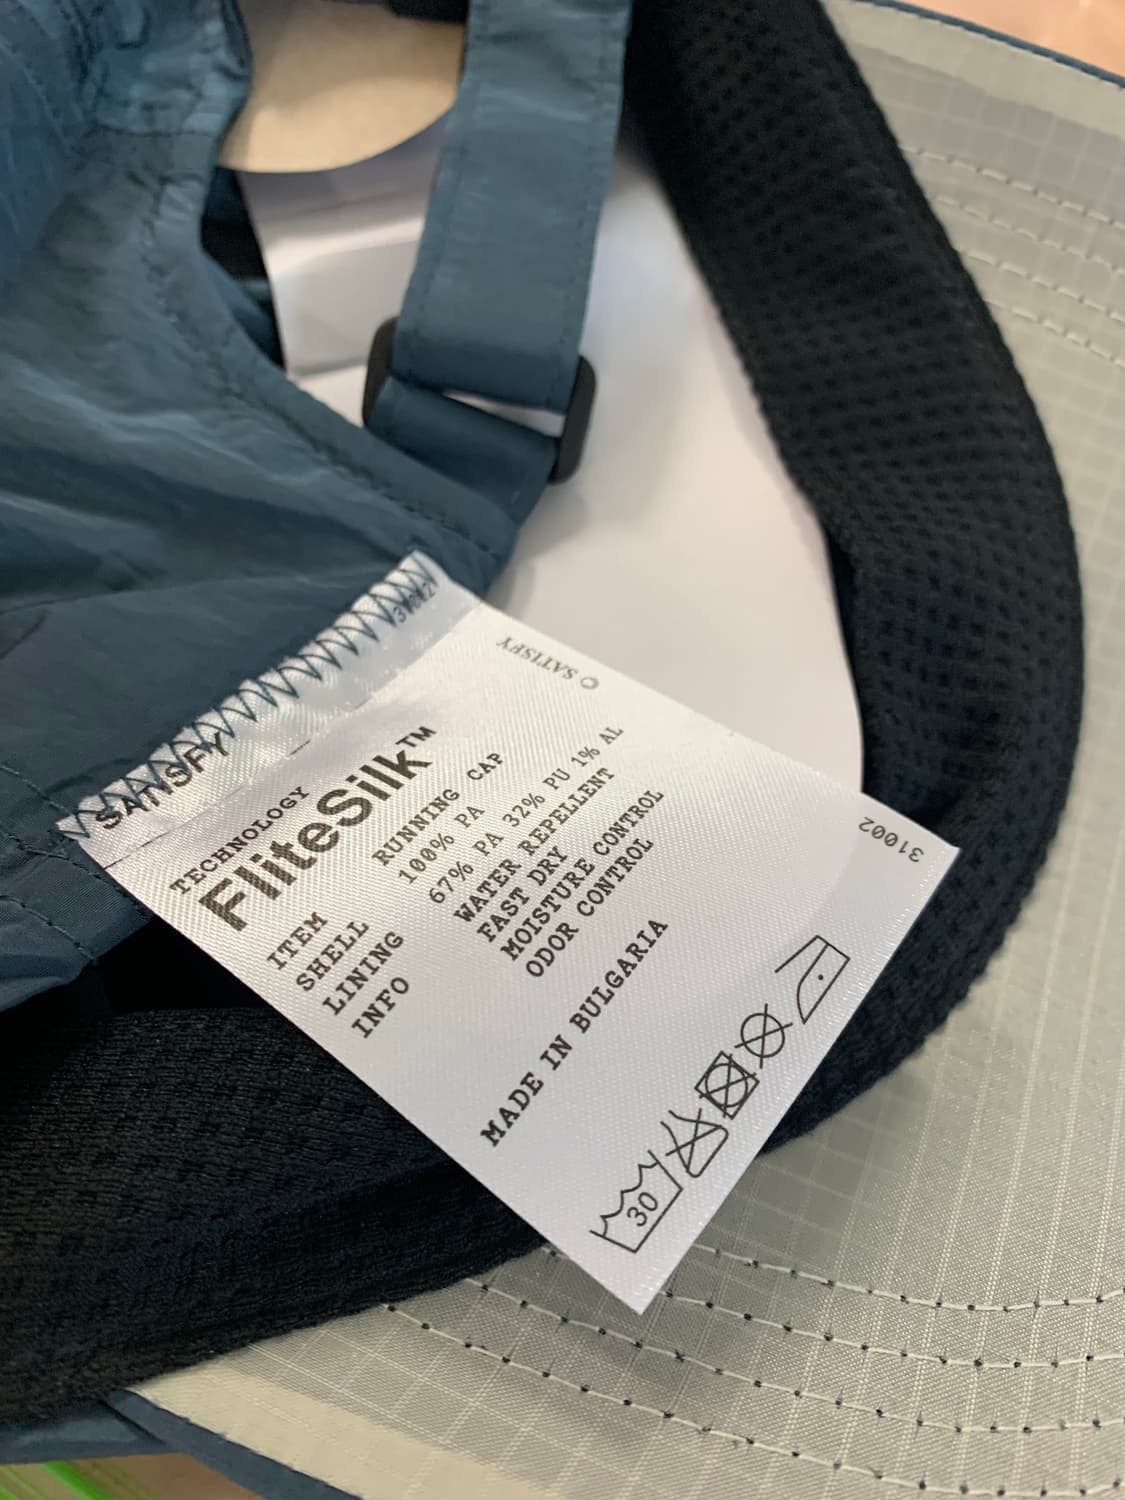 SATISFY
TECHNOLOGY
FliteSilk™
ITEM RUNNING CAP
SHELL 100% PA
LINING 67% PA 32% PU 1% AL
INFO WATER REPELLENT
FAST DRY
MOISTURE CONTROL
ODOR CONTROL
MADE IN BULGARIA
30
© SATISFY
31002